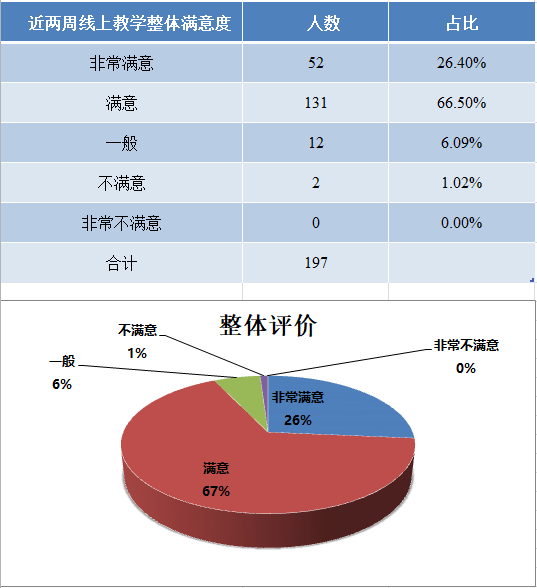 近两周线上教学整体满意度 人数 占比
非常满意 52 26.40%
满意 131 66.50%
一般 12 6.09%
不满意 2 1.02%
非常不满意 0 0.00%
合计 197
整体评价
不满意
1%
非常不满意
0%
一般
6%
非常满意
26%
满意
67%